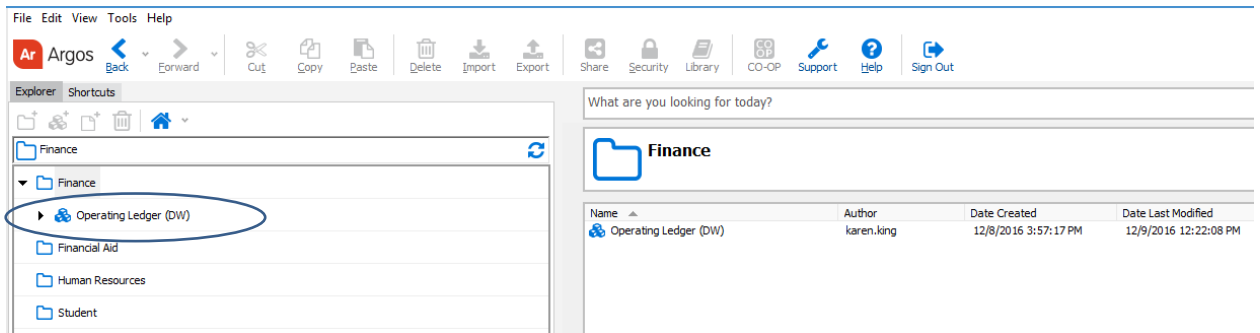 File Edit View Tools Help
Ar Argos Back Forward Cut Copy Paste Delete Import Export Share Security Library CO-OP Support Help Sign Out
Explorer Shortcuts
What are you looking for today?
Finance
Finance
Finance
Operating Ledger (DW)
Financial Aid
Human Resources
Student
Name Author Date Created Date Last Modified
Operating Ledger (DW) karen.king 12/8/2016 3:57:17 PM 12/9/2016 12:22:08 PM